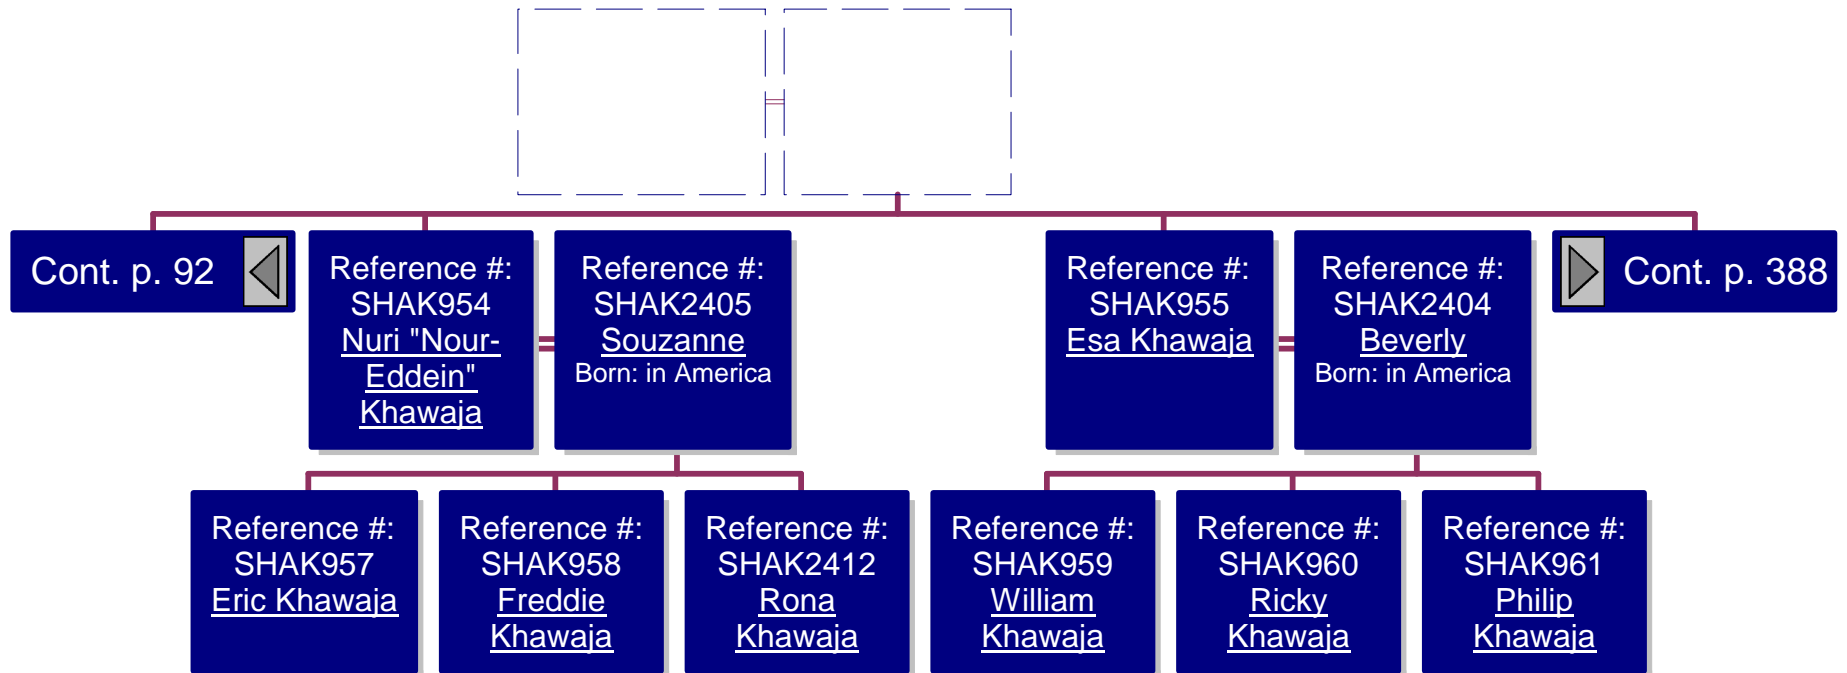 Cont. p. 92
Reference #:
SHAK954
Nuri "Nour-
Eddein"
Khawaja
Reference #:
SHAK2405
Souzanne
Born: in America
Reference #:
SHAK955
Esa Khawaja
Reference #:
SHAK2404
Beverly
Born: in America
Cont. p. 388
Reference #:
SHAK957
Eric Khawaja
Reference #:
SHAK958
Freddie
Khawaja
Reference #:
SHAK2412
Rona
Khawaja
Reference #:
SHAK959
William
Khawaja
Reference #:
SHAK960
Ricky
Khawaja
Reference #:
SHAK961
Philip
Khawaja